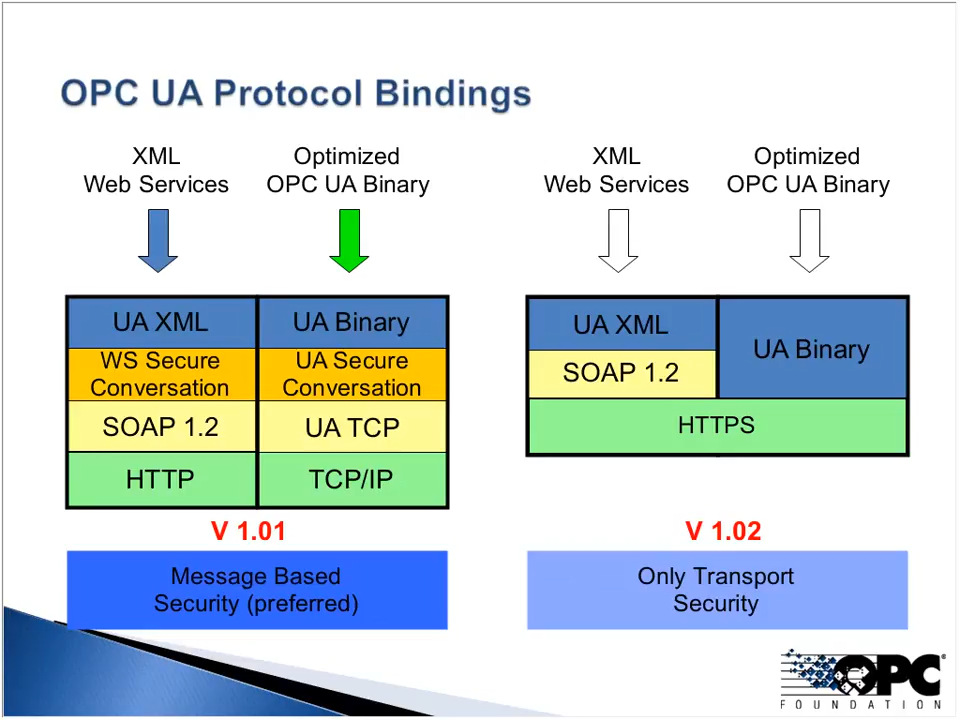 OPC UA Protocol Bindings
XML
Web Services
Optimized
OPC UA Binary
XML
Web Services
Optimized
OPC UA Binary
UA XML
UA Binary
WS Secure
Conversation
UA Secure
Conversation
SOAP 1.2
UA TCP
HTTP
TCP/IP
UA XML
SOAP 1.2
UA Binary
HTTPS
V 1.01
V 1.02
Message Based
Security (preferred)
Only Transport
Security
OPC®
FOUNDATION